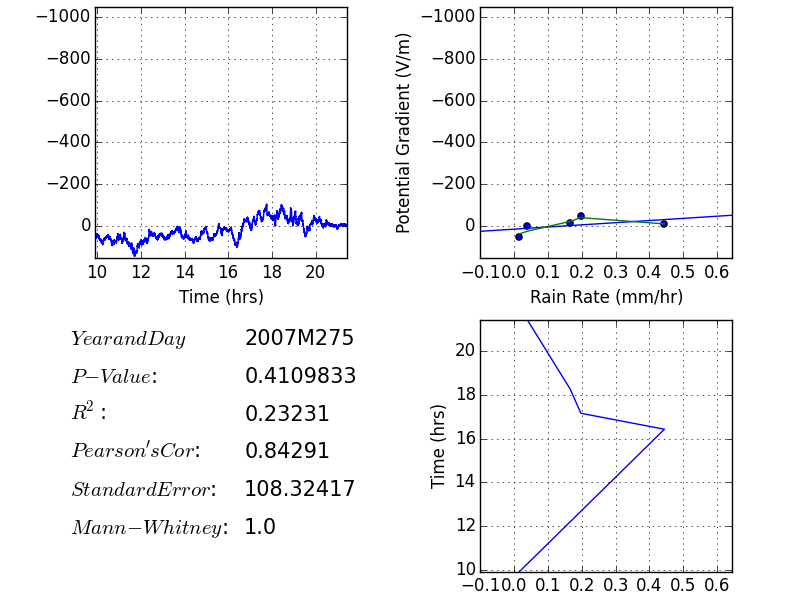 −1000
−800
−600
−400
−200
0
10 12 14 16 18 20
Time (hrs)
Potential Gradient (V/m)
−1000
−800
−600
−400
−200
0
−0.1 0.0 0.1 0.2 0.3 0.4 0.5 0.6
Rain Rate (mm/hr)
YearandDay 2007M275
P−Value: 0.4109833
R²: 0.23231
Pearson'sCor: 0.84291
StandardError: 108.32417
Mann−Whitney: 1.0
Time (hrs)
20
18
16
14
12
10
−0.1 0.0 0.1 0.2 0.3 0.4 0.5 0.6